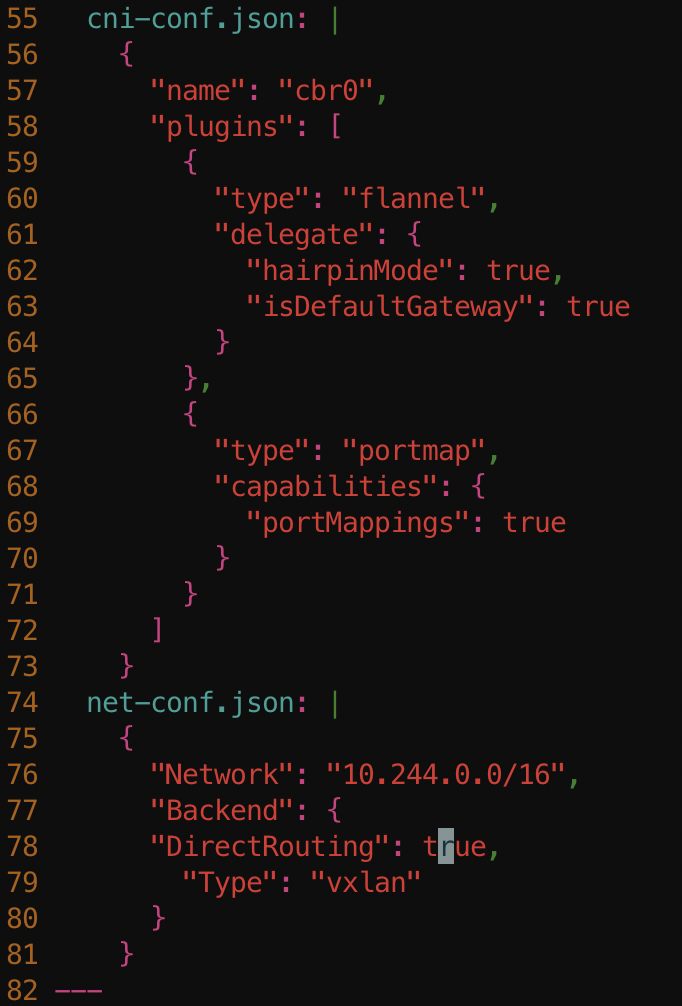 55   cni-conf.json: |
56     {
57       "name": "cbr0",
58       "plugins": [
59         {
60           "type": "flannel",
61           "delegate": {
62             "hairpinMode": true,
63             "isDefaultGateway": true
64           }
65         },
66         {
67           "type": "portmap",
68           "capabilities": {
69             "portMappings": true
70           }
71         }
72       ]
73     }
74   net-conf.json: |
75     {
76       "Network": "10.244.0.0/16",
77       "Backend": {
78       "DirectRouting": true,
79         "Type": "vxlan"
80       }
81     }
82 ---